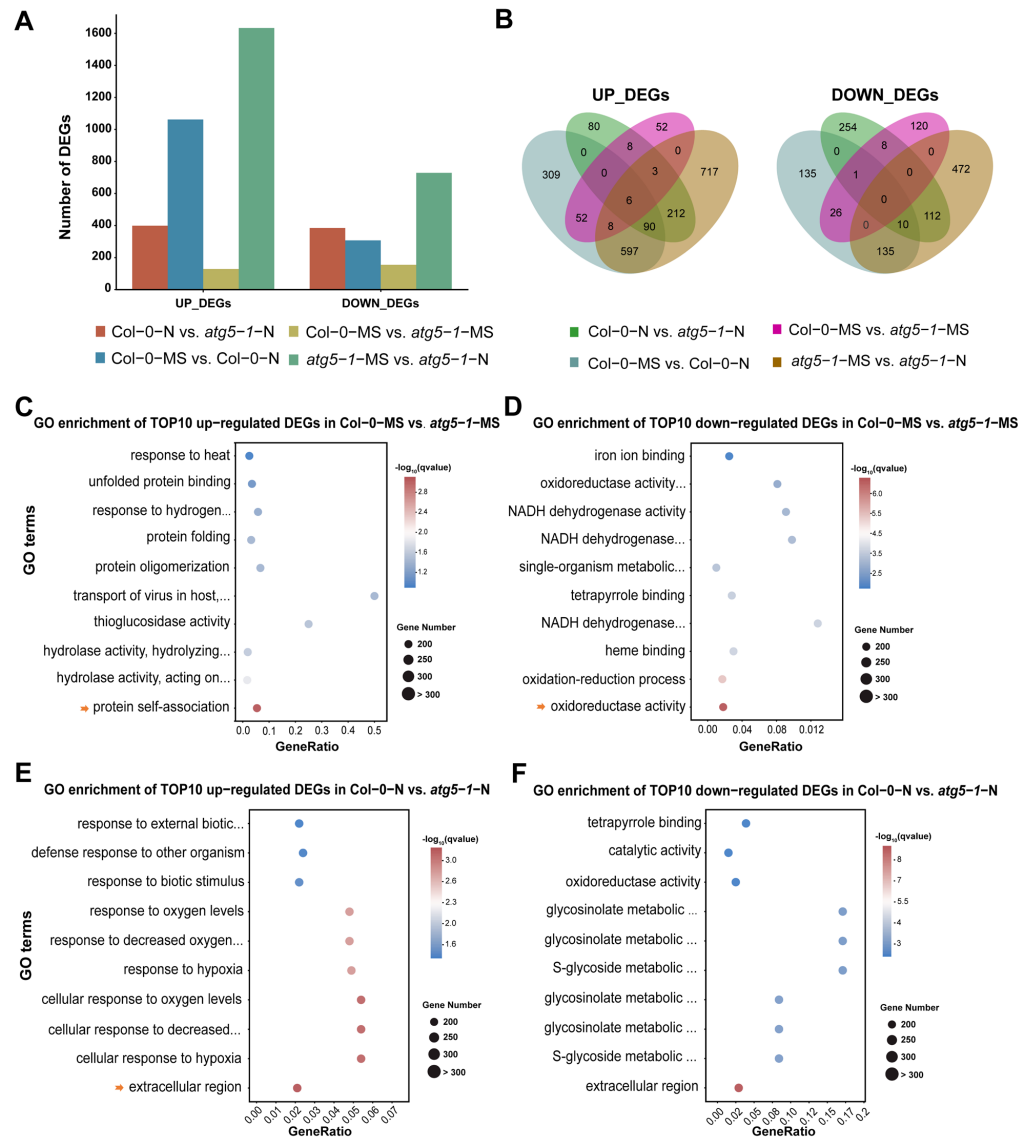 A
Number of DEGs
1600
1400
1200
1000
800
600
400
200
0
UP_DEGs
DOWN_DEGs
Col−0−N vs. atg5−1−N
Col−0-MS vs. atg5−1−MS
Col−0−MS vs. Col−0−N
atg5−1−MS vs. atg5−1−N
B
UP_DEGs
DOWN_DEGs
80
52
0
8
0
309
0
3
717
6
52
212
8
90
597
254
120
0
8
0
135
1
0
472
0
26
112
0
10
135
Col−0−N vs. atg5−1−N
Col−0-MS vs. atg5−1−MS
Col−0−MS vs. Col−0−N
atg5−1−MS vs. atg5−1−N
C
GO enrichment of TOP10 up−regulated DEGs in Col−0−MS vs. atg5−1−MS
GO terms
response to heat
unfolded protein binding
response to hydrogen...
protein folding
protein oligomerization
transport of virus in host,...
thioglucosidase activity
hydrolase activity, hydrolyzing...
hydrolase activity, acting on...
protein self−association
0.0 0.1 0.2 0.3 0.4 0.5
GeneRatio
-log10(qvalue)
2.8
2.4
2.0
1.6
1.2
Gene Number
200
250
300
> 300
D
GO enrichment of TOP10 down−regulated DEGs in Col−0−MS vs. atg5−1−MS
iron ion binding
oxidoreductase activity...
NADH dehydrogenase activity
NADH dehydrogenase...
single-organism metabolic...
tetrapyrrole binding
NADH dehydrogenase...
heme binding
oxidation-reduction process
oxidoreductase activity
0.00 0.04 0.08 0.012
GeneRatio
-log10(qvalue)
6.0
5.5
4.5
3.5
2.5
Gene Number
200
250
300
> 300
E
GO enrichment of TOP10 up−regulated DEGs in Col−0−N vs. atg5−1−N
GO terms
response to external biotic...
defense response to other organism
response to biotic stimulus
response to oxygen levels
response to decreased oxygen...
response to hypoxia
cellular response to oxygen levels
cellular response to decreased...
cellular response to hypoxia
extracellular region
0.00 0.01 0.02 0.03 0.04 0.05 0.06 0.07
GeneRatio
-log10(qvalue)
3.0
2.6
2.3
2.0
1.6
Gene Number
200
250
300
> 300
F
GO enrichment of TOP10 down−regulated DEGs in Col−0−N vs. atg5−1−N
tetrapyrrole binding
catalytic activity
oxidoreductase activity
glycosinolate metabolic ...
glycosinolate metabolic ...
S-glycoside metabolic ...
glycosinolate metabolic ...
glycosinolate metabolic ...
S-glycoside metabolic ...
extracellular region
0.00 0.02 0.05 0.08 0.10 0.12 0.15 0.17 0.2
GeneRatio
-log10(qvalue)
8
7
5.5
4
3
Gene Number
200
250
300
> 300